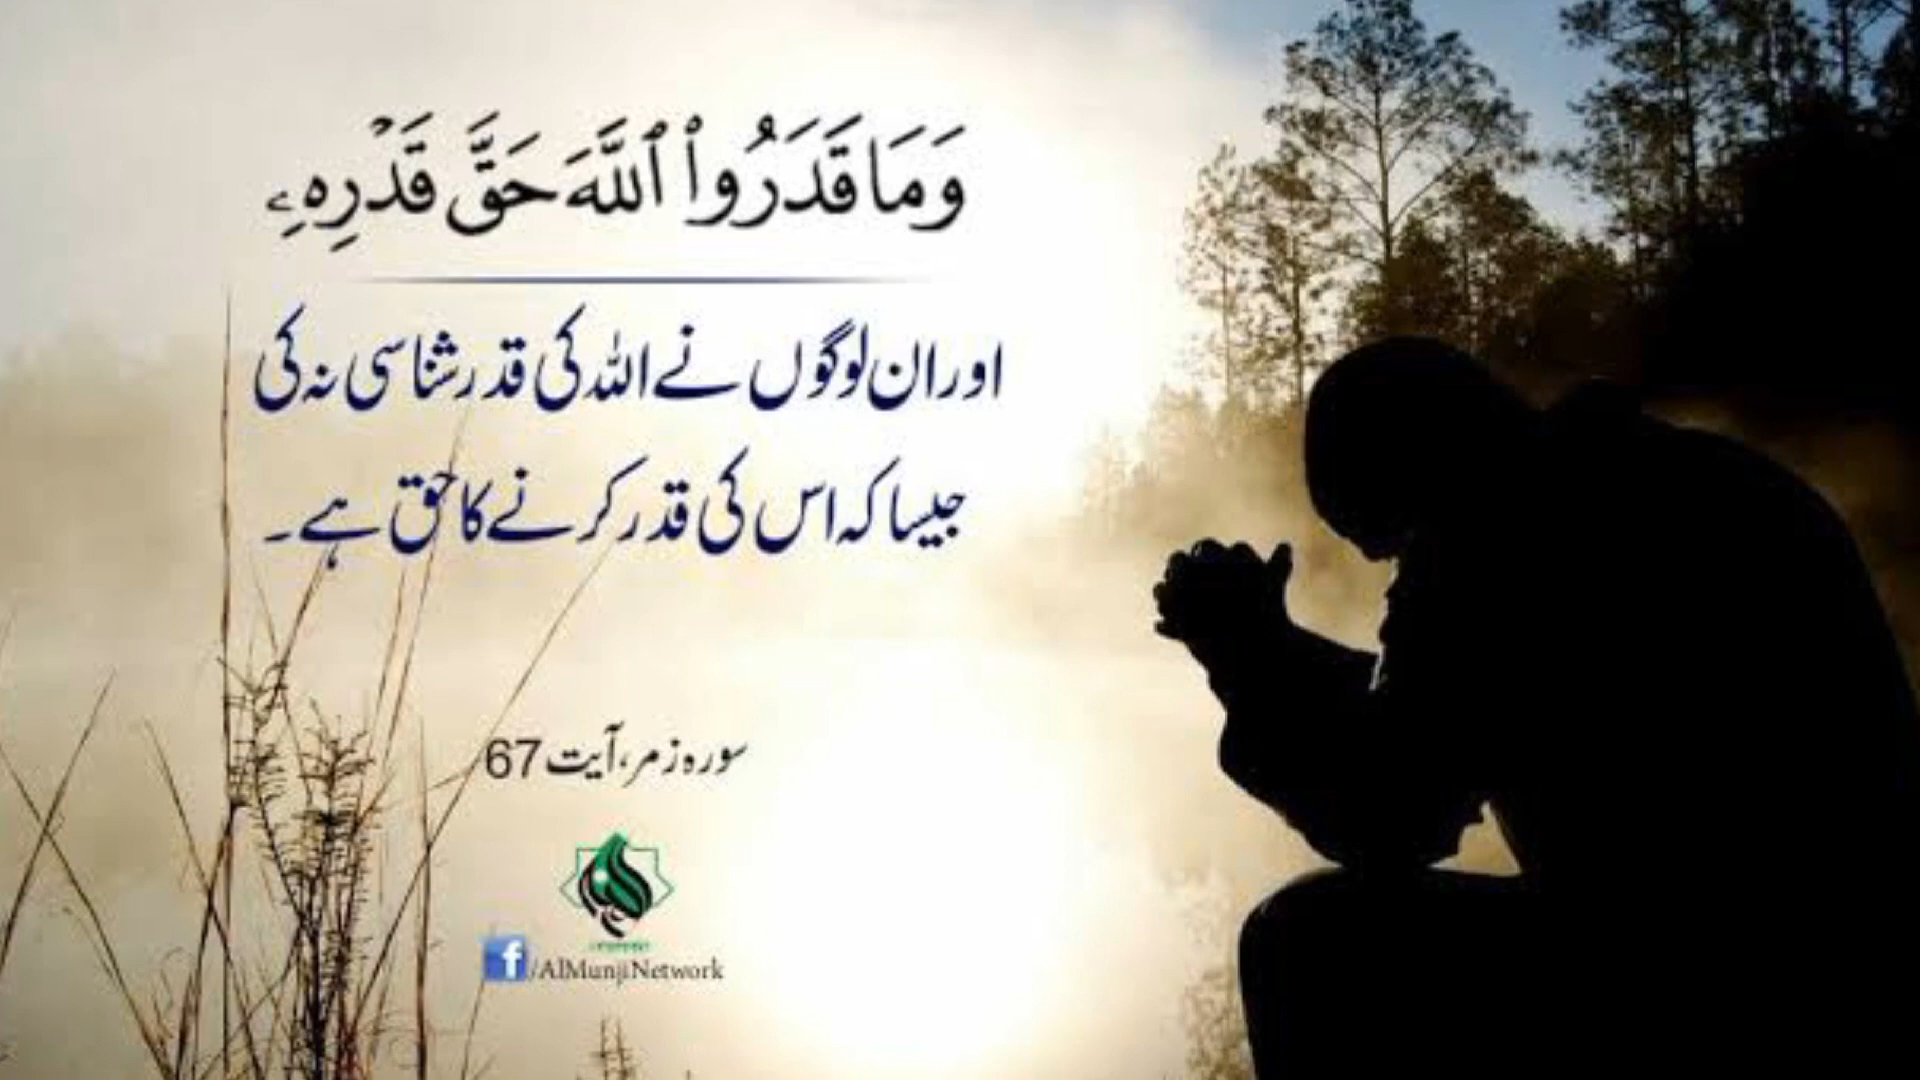 وَمَا قَدَرُوا۟ ٱللَّهَ حَقَّ قَدْرِهِۦ
اور ان لوگوں نے اللہ کی قدر شناسی نہ کی
جیسا کہ اس کی قدر کرنے کا حق ہے۔
سورہ زمر، آیت 67
f/AlMunjiNetwork